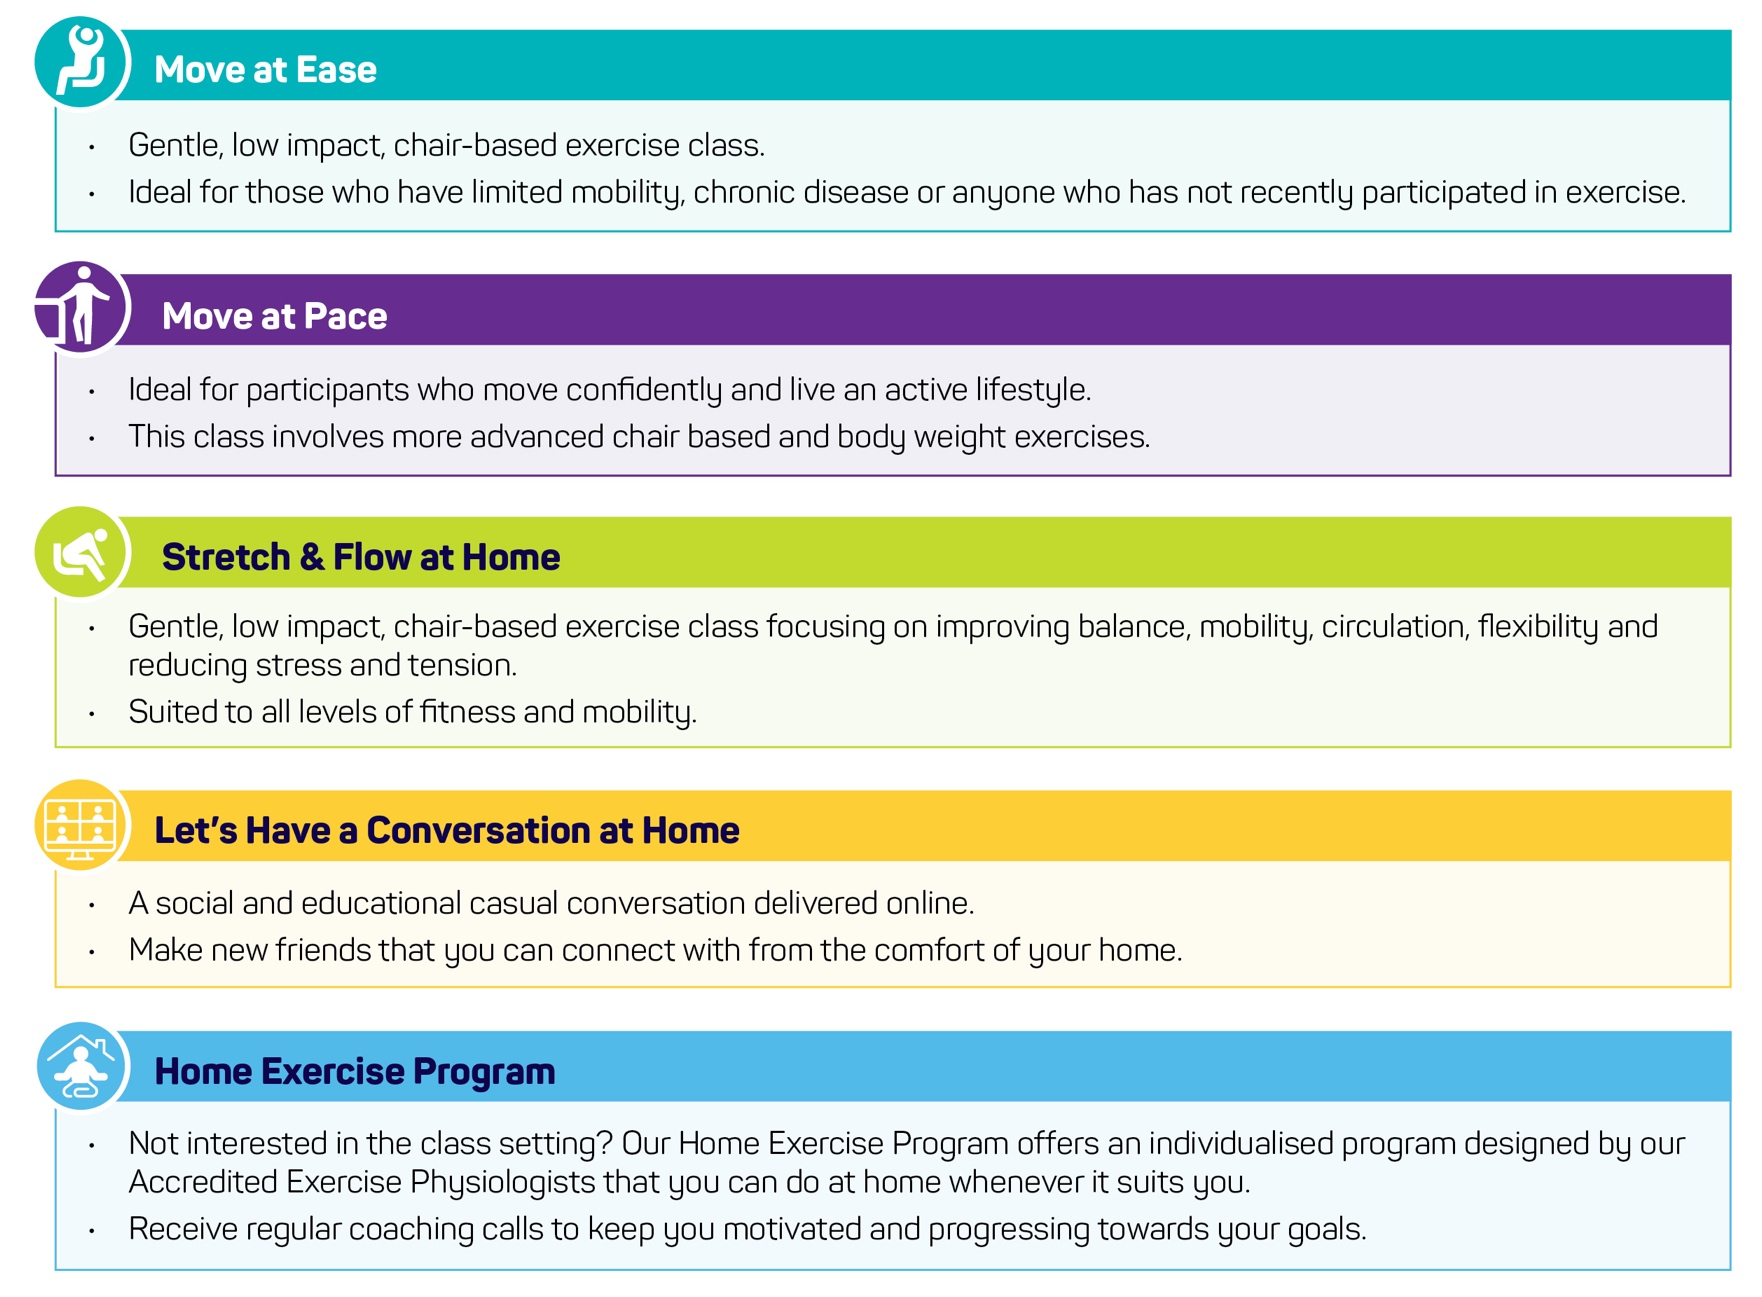 Move at Ease
• Gentle, low impact, chair-based exercise class.
• Ideal for those who have limited mobility, chronic disease or anyone who has not recently participated in exercise.
Move at Pace
• Ideal for participants who move confidently and live an active lifestyle.
• This class involves more advanced chair based and body weight exercises.
Stretch & Flow at Home
• Gentle, low impact, chair-based exercise class focusing on improving balance, mobility, circulation, flexibility and
reducing stress and tension.
• Suited to all levels of fitness and mobility.
Let's Have a Conversation at Home
• A social and educational casual conversation delivered online.
• Make new friends that you can connect with from the comfort of your home.
Home Exercise Program
• Not interested in the class setting? Our Home Exercise Program offers an individualised program designed by our
Accredited Exercise Physiologists that you can do at home whenever it suits you.
• Receive regular coaching calls to keep you motivated and progressing towards your goals.